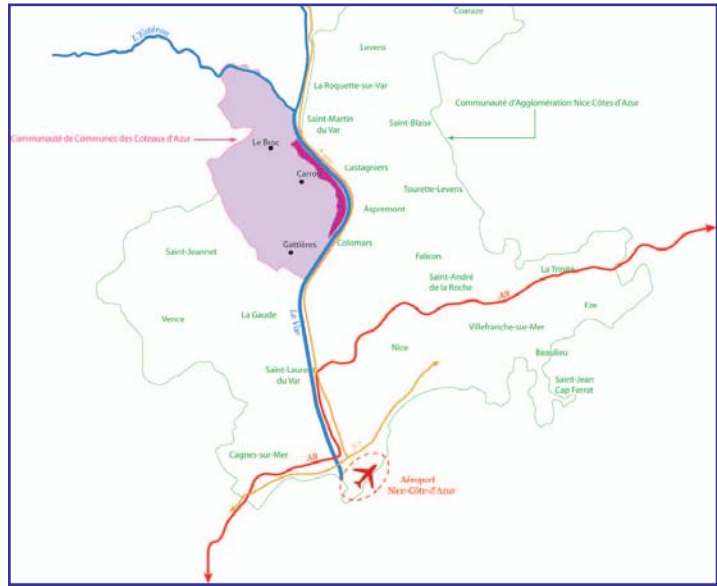 Coaraze
L'Estéron
Levens
La Roquette-sur-Var
Communauté d'Agglomération Nice Côtes d'Azur
Saint-Martin
du Var
Saint-Blaise
Communauté de Communes des Coteaux d'Azur
Le Broc
Castagniers
Carros
Tourette-Levens
Aspremont
Colomars
Gattières
Saint-Jeannet
Falicon
Saint-André
de la Roche
La Trinité
A8
Eze
Le Var
La Gaude
Vence
Villefranche-sur-Mer
Nice
Beaulieu
Saint-Laurent
du Var
Saint-Jean
Cap Ferrat
Cagnes-sur-Mer
A8
Aéroport
Nice-Côte-d'Azur